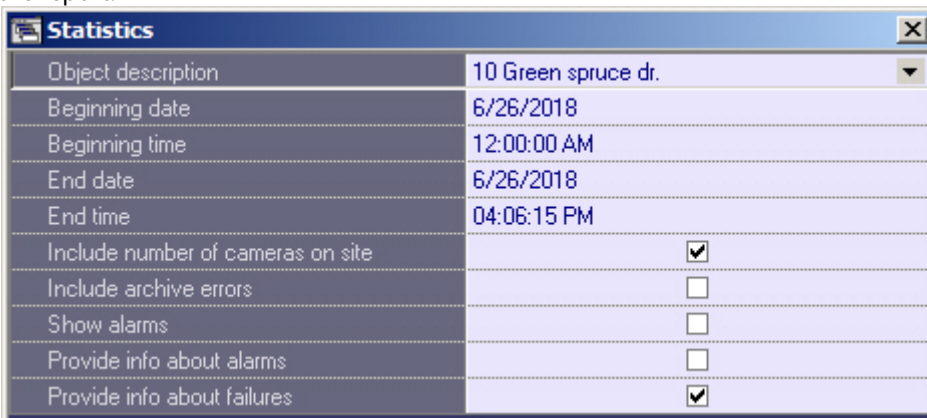 Statistics
Object description 10 Green spruce dr.
Beginning date 6/26/2018
Beginning time 12:00:00 AM
End date 6/26/2018
End time 04:06:15 PM
Include number of cameras on site
Include archive errors
Show alarms
Provide info about alarms
Provide info about failures